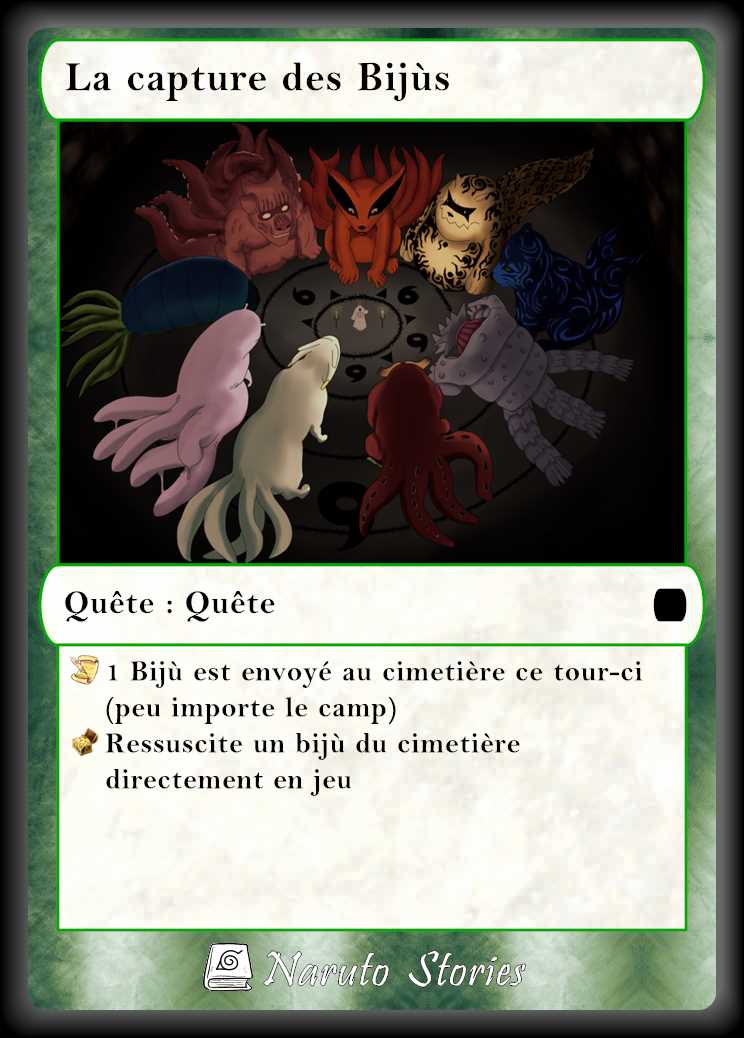 La capture des Bijùs
Quête : Quête
1 Bijù est envoyé au cimetière ce tour-ci
(peu importe le camp)
Ressuscite un bijù du cimetière
directement en jeu
Naruto Stories